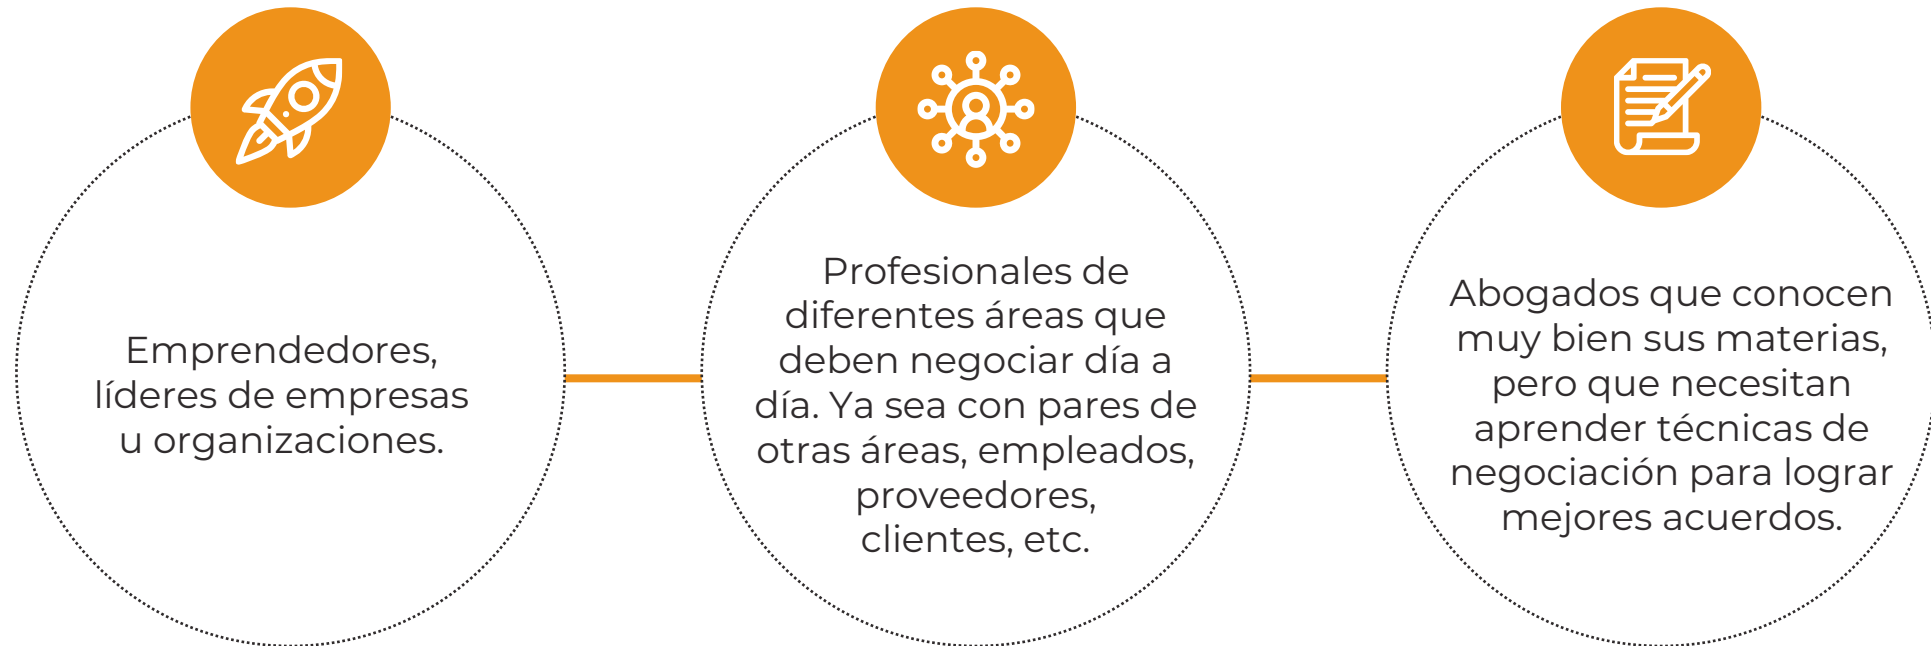 Emprendedores,
líderes de empresas
u organizaciones.
Profesionales de
diferentes áreas que
deben negociar día a
día. Ya sea con pares de
otras áreas, empleados,
proveedores,
clientes, etc.
Abogados que conocen
muy bien sus materias,
pero que necesitan
aprender técnicas de
negociación para lograr
mejores acuerdos.